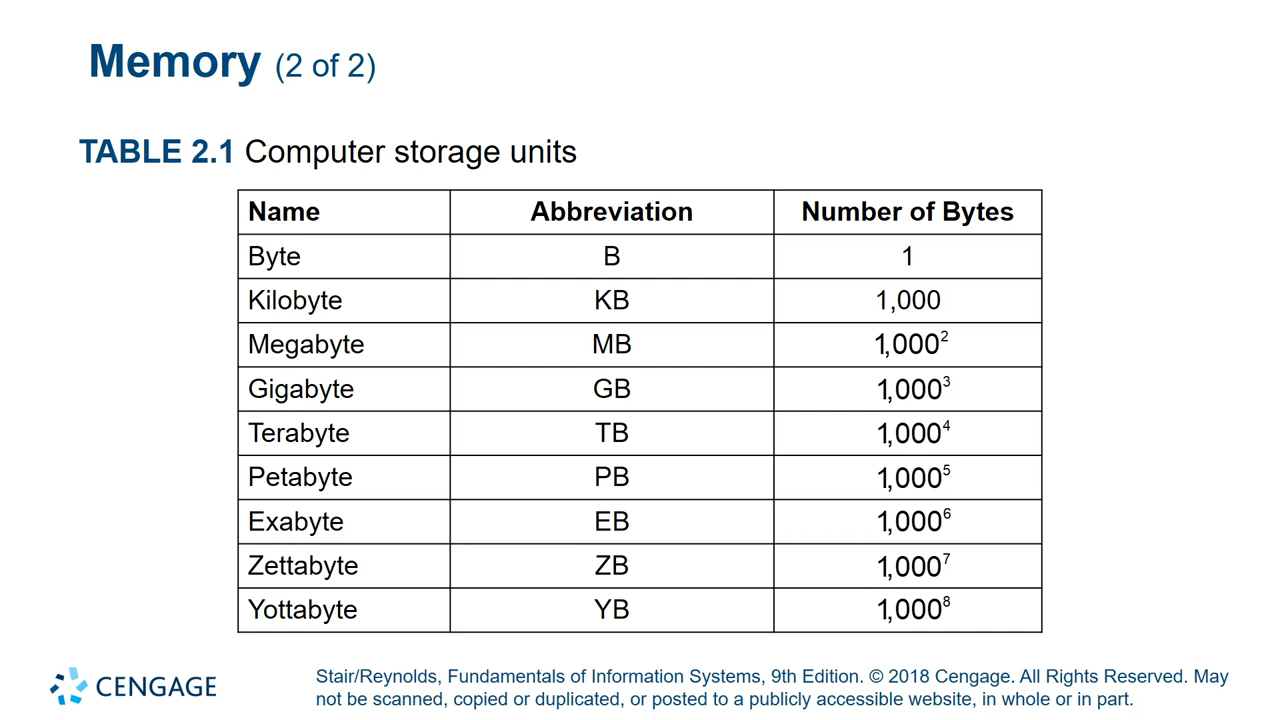 Memory (2 of 2)
TABLE 2.1 Computer storage units
Name Abbreviation Number of Bytes
Byte B 1
Kilobyte KB 1,000
Megabyte MB 1,000²
Gigabyte GB 1,000³
Terabyte TB 1,000⁴
Petabyte PB 1,000⁵
Exabyte EB 1,000⁶
Zettabyte ZB 1,000⁷
Yottabyte YB 1,000⁸
CENGAGE
Stair/Reynolds, Fundamentals of Information Systems, 9th Edition. © 2018 Cengage. All Rights Reserved. May
not be scanned, copied or duplicated, or posted to a publicly accessible website, in whole or in part.